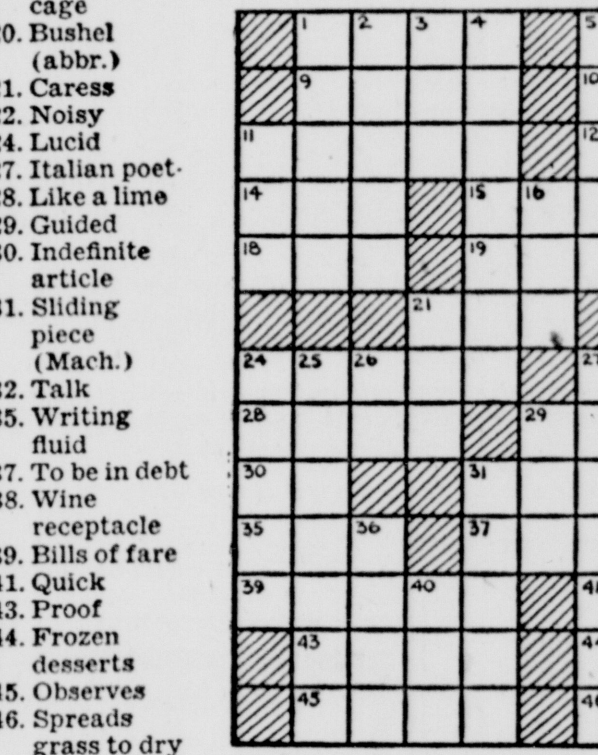 cage
0. Bushel
(abbr.)
1. Caress
2. Noisy
4. Lucid
7. Italian poet.
8. Like a lime
9. Guided
0. Indefinite
article
1. Sliding
piece
(Mach.)
2. Talk
5. Writing
fluid
7. To be in debt
8. Wine
receptacle
9. Bills of fare
1. Quick
3. Proof
4. Frozen
desserts
5. Observes
6. Spreads
grass to dry
1 2 3 4 5
9 10
11 12
14 15 16
18 19
21
24 25 26 27
28 29
30 31
35 36 37
39 40 41
43 44
45 46